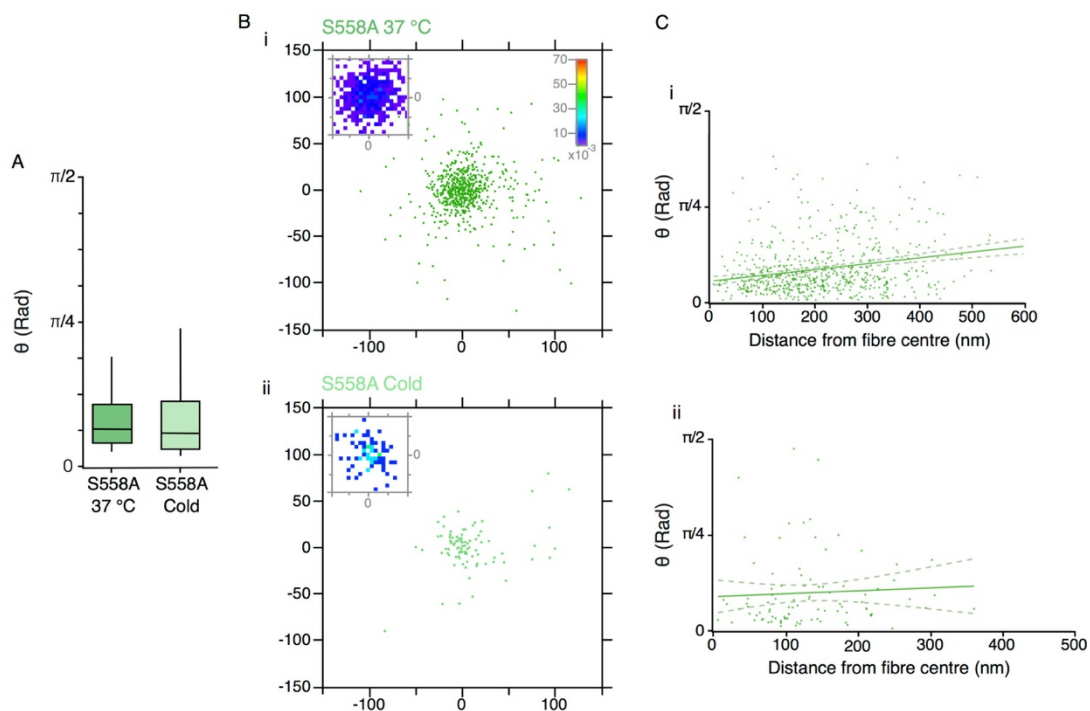 A
π/2
π/4
0
θ (Rad)
S558A
37 °C
S558A
Cold
B
i
S558A 37 °C
150
100
50
0
-50
-100
-150
-100
0
100
0
0
70
50
30
10
x10-3
ii
S558A Cold
150
100
50
0
-50
-100
-150
-100
0
100
0
0
C
i
π/2
π/4
0
θ (Rad)
0
100
200
300
400
500
600
Distance from fibre centre (nm)
ii
π/2
π/4
0
θ (Rad)
0
100
200
300
400
500
Distance from fibre centre (nm)